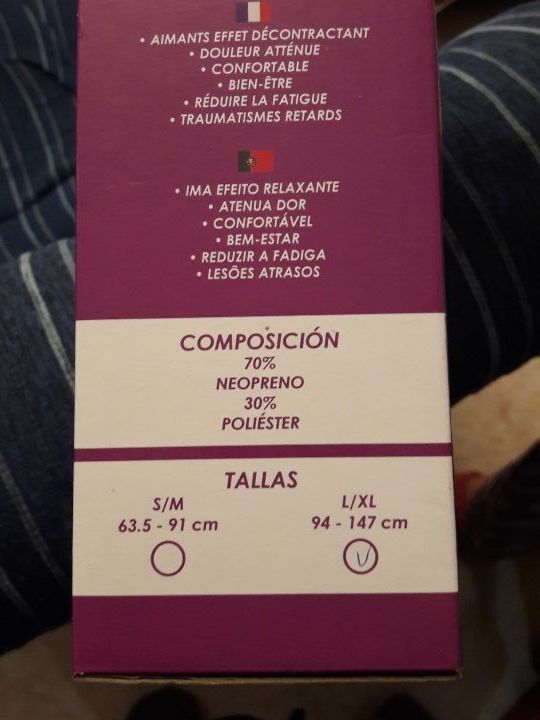 • AIMANTS EFFET DÉCONTRACTANT
• DOULEUR ATTÉNUE
• CONFORTABLE
• BIEN-ÊTRE
• RÉDUIRE LA FATIGUE
• TRAUMATISMES RETARDS
• IMA EFEITO RELAXANTE
• ATENUA DOR
• CONFORTÁVEL
• BEM-ESTAR
• REDUZIR A FADIGA
• LESÕES ATRASOS
COMPOSICIÓN
70%
NEOPRENO
30%
POLIÉSTER
TALLAS
S/M L/XL
63.5 - 91 cm 94 - 147 cm